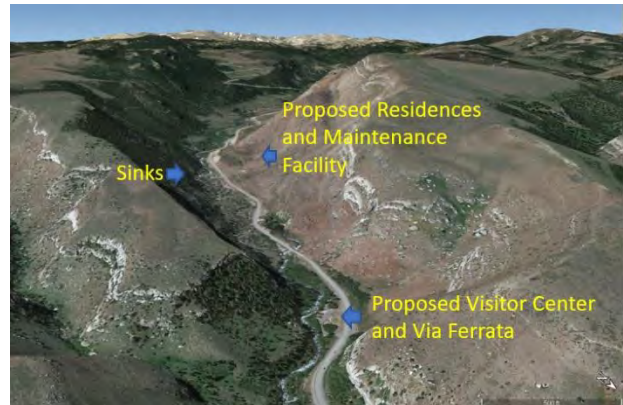 Proposed Residences
and Maintenance
Facility
Sinks
Proposed Visitor Center
and Via Ferrata